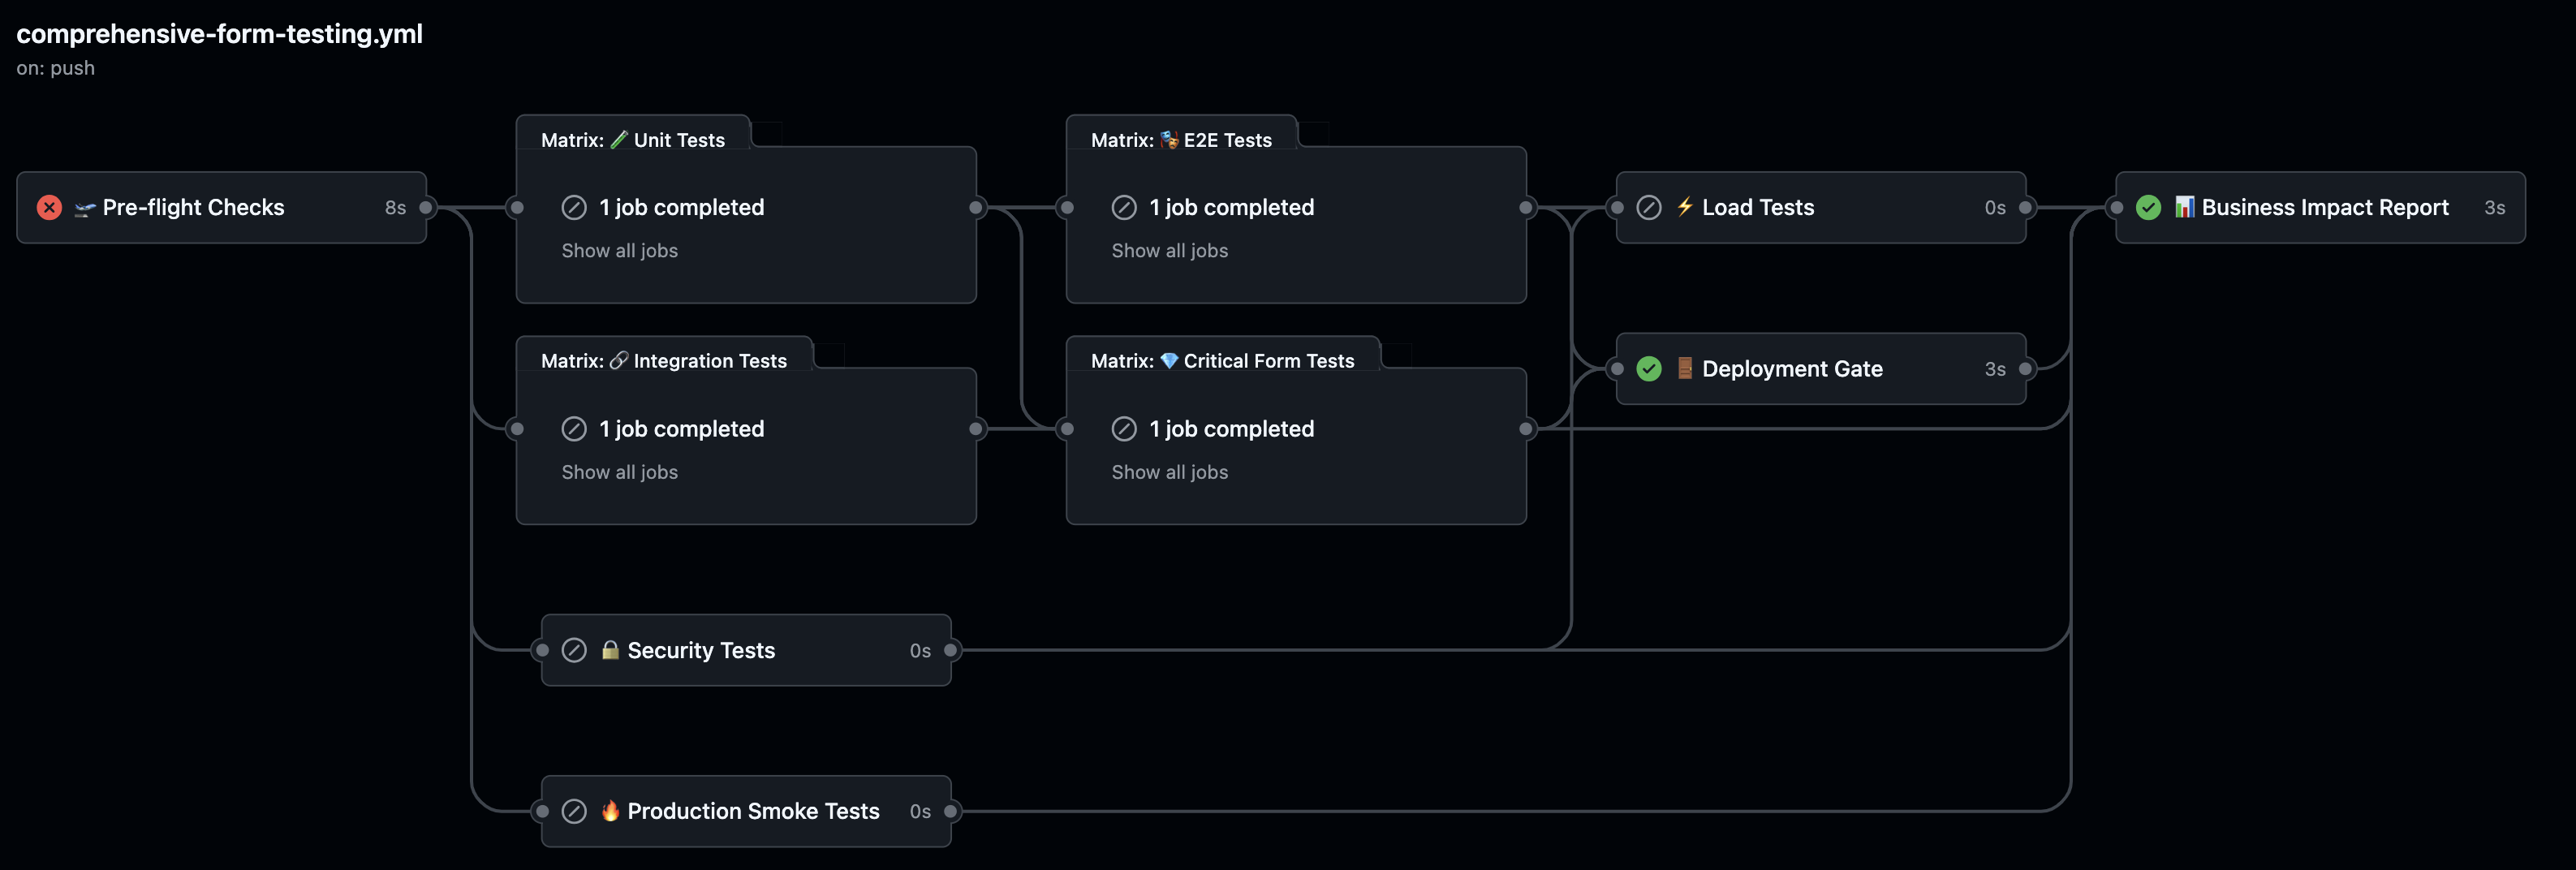 comprehensive-form-testing.yml
on: push
Matrix: 🧪 Unit Tests
Matrix: 🎭 E2E Tests
🛫 Pre-flight Checks 8s
1 job completed
Show all jobs
1 job completed
Show all jobs
⚡ Load Tests 0s
📊 Business Impact Report 3s
Matrix: 🔗 Integration Tests
Matrix: 💎 Critical Form Tests
🚪 Deployment Gate 3s
1 job completed
Show all jobs
1 job completed
Show all jobs
🔒 Security Tests 0s
🔥 Production Smoke Tests 0s